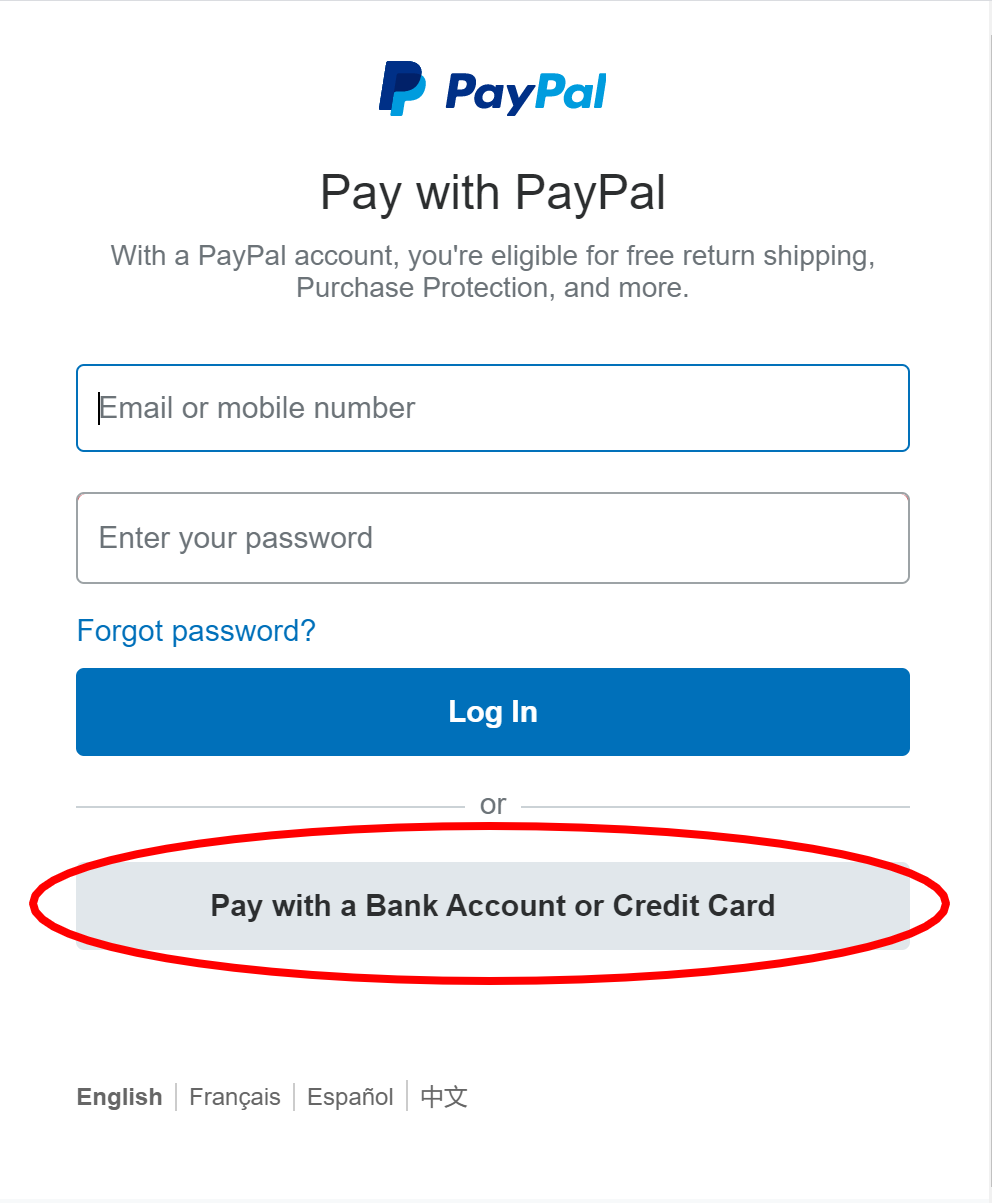 PayPal
Pay with PayPal
With a PayPal account, you're eligible for free return shipping,
Purchase Protection, and more.
Email or mobile number
Enter your password
Forgot password?
Log In
or
Pay with a Bank Account or Credit Card
English | Français | Español | 中文